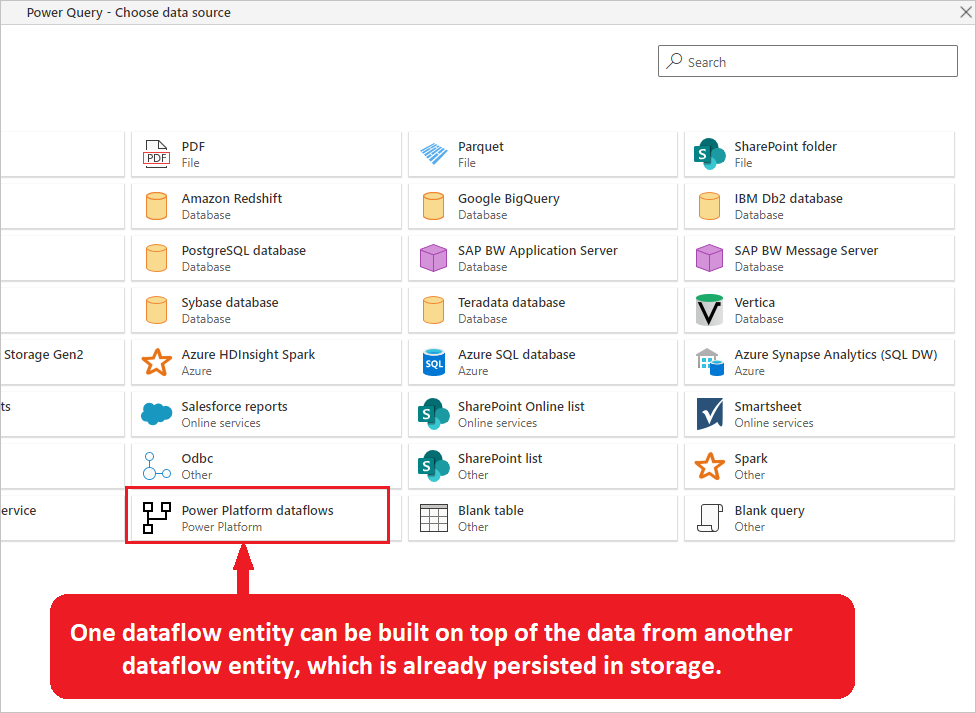 Power Query - Choose data source
Search
PDF
PDF
File
Parquet
File
S
SharePoint folder
File
Amazon Redshift
Database
Google BigQuery
Database
IBM Db2 database
Database
PostgreSQL database
Database
SAP BW Application Server
Database
SAP BW Message Server
Database
Sybase database
Database
Teradata database
Database
V
Vertica
Database
Storage Gen2
Azure HDInsight Spark
Azure
SQL
Azure SQL database
Azure
Azure Synapse Analytics (SQL DW)
Azure
ts
Salesforce reports
Online services
S
SharePoint Online list
Online services
Smartsheet
Online services
Odbc
Other
S
SharePoint list
Other
Spark
Other
ervice
Power Platform dataflows
Power Platform
Blank table
Other
Blank query
Other
One dataflow entity can be built on top of the data from another
dataflow entity, which is already persisted in storage.